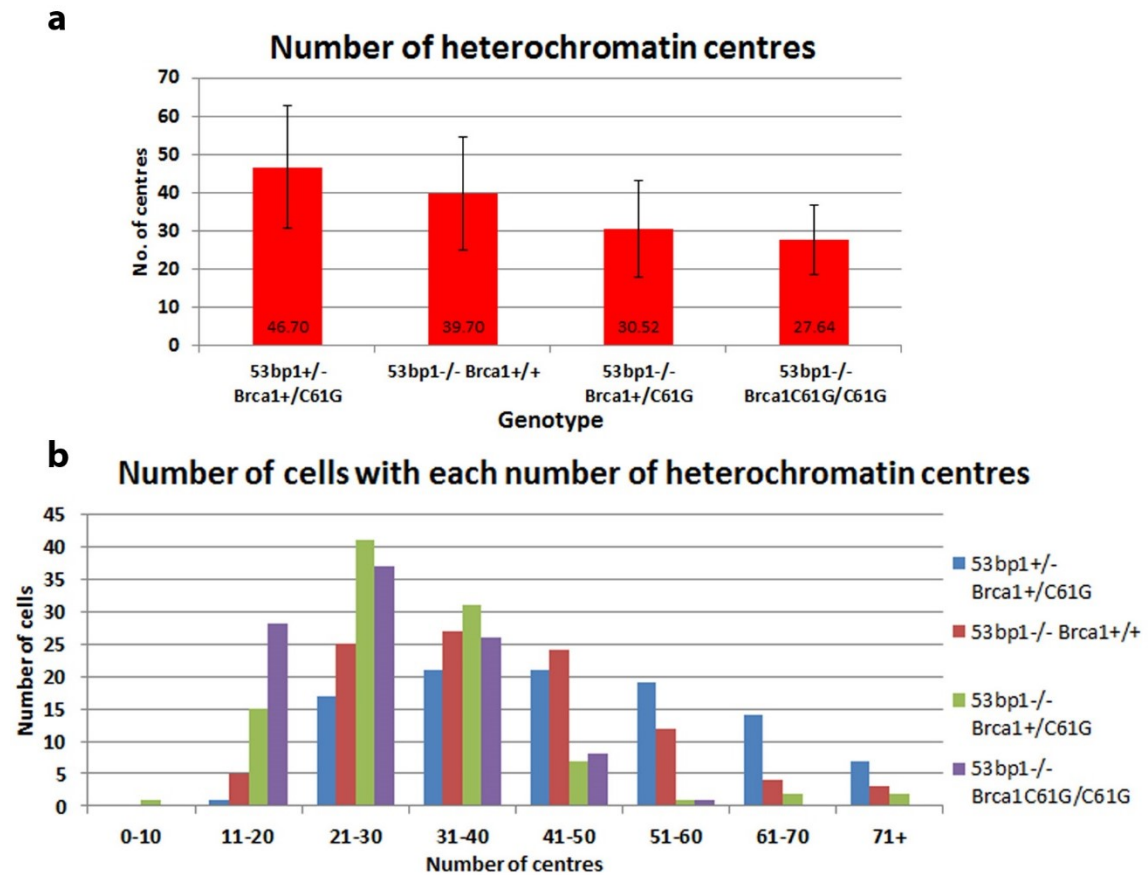 a
Number of heterochromatin centres
70
60
50
40
30
20
10
0
No. of centres
46.70
39.70
30.52
27.64
53bp1+/-
Brca1+/C61G
53bp1-/- Brca1+/+
53bp1-/-
Brca1+/C61G
53bp1-/-
Brca1C61G/C61G
Genotype
b
Number of cells with each number of heterochromatin centres
45
40
35
30
25
20
15
10
5
0
Number of cells
0-10
11-20
21-30
31-40
41-50
51-60
61-70
71+
Number of centres
53bp1+/-
Brca1+/C61G
53bp1-/- Brca1+/+
53bp1-/-
Brca1+/C61G
53bp1-/-
Brca1C61G/C61G